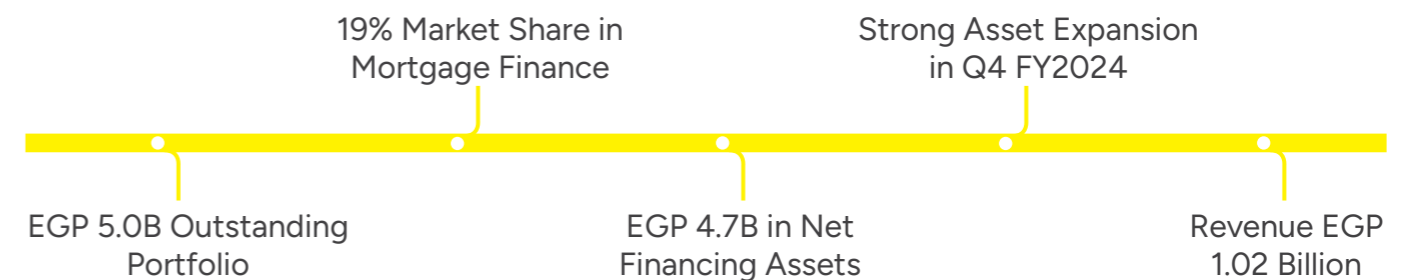 19% Market Share in
Mortgage Finance
Strong Asset Expansion
in Q4 FY2024
EGP 5.0B Outstanding
Portfolio
EGP 4.7B in Net
Financing Assets
Revenue EGP
1.02 Billion